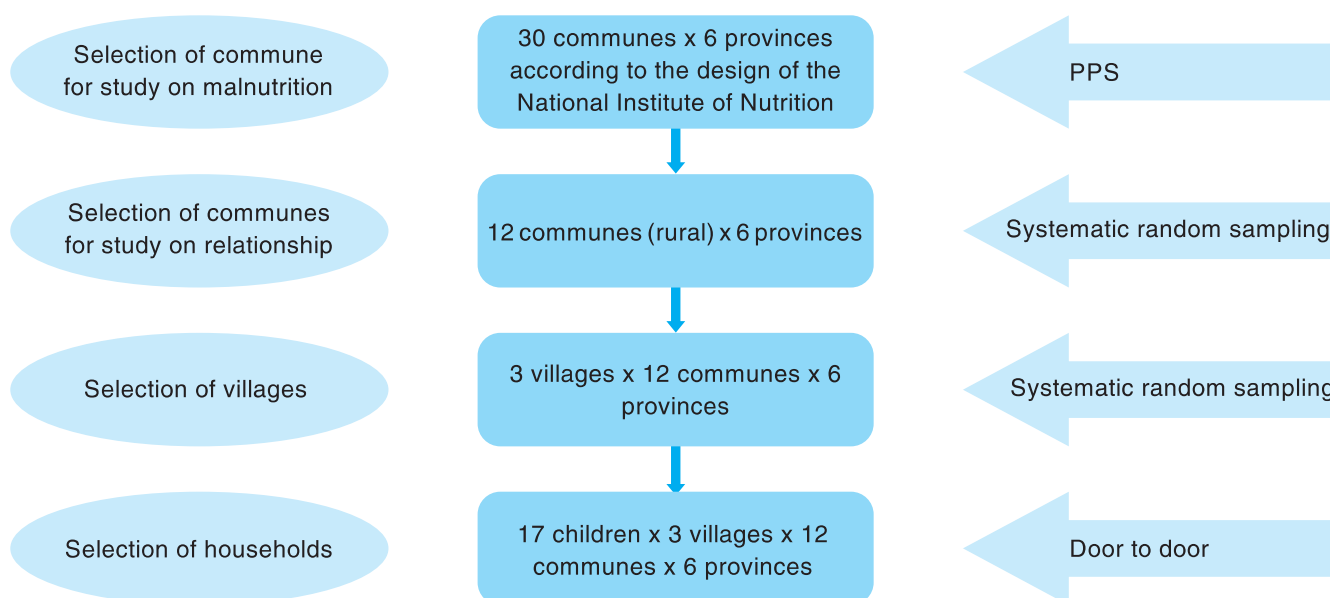 Selection of commune
for study on malnutrition
30 communes x 6 provinces
according to the design of the
National Institute of Nutrition
PPS
Selection of communes
for study on relationship
12 communes (rural) x 6 provinces
Systematic random sampling
Selection of villages
3 villages x 12 communes x 6
provinces
Systematic random sampling
Selection of households
17 children x 3 villages x 12
communes x 6 provinces
Door to door